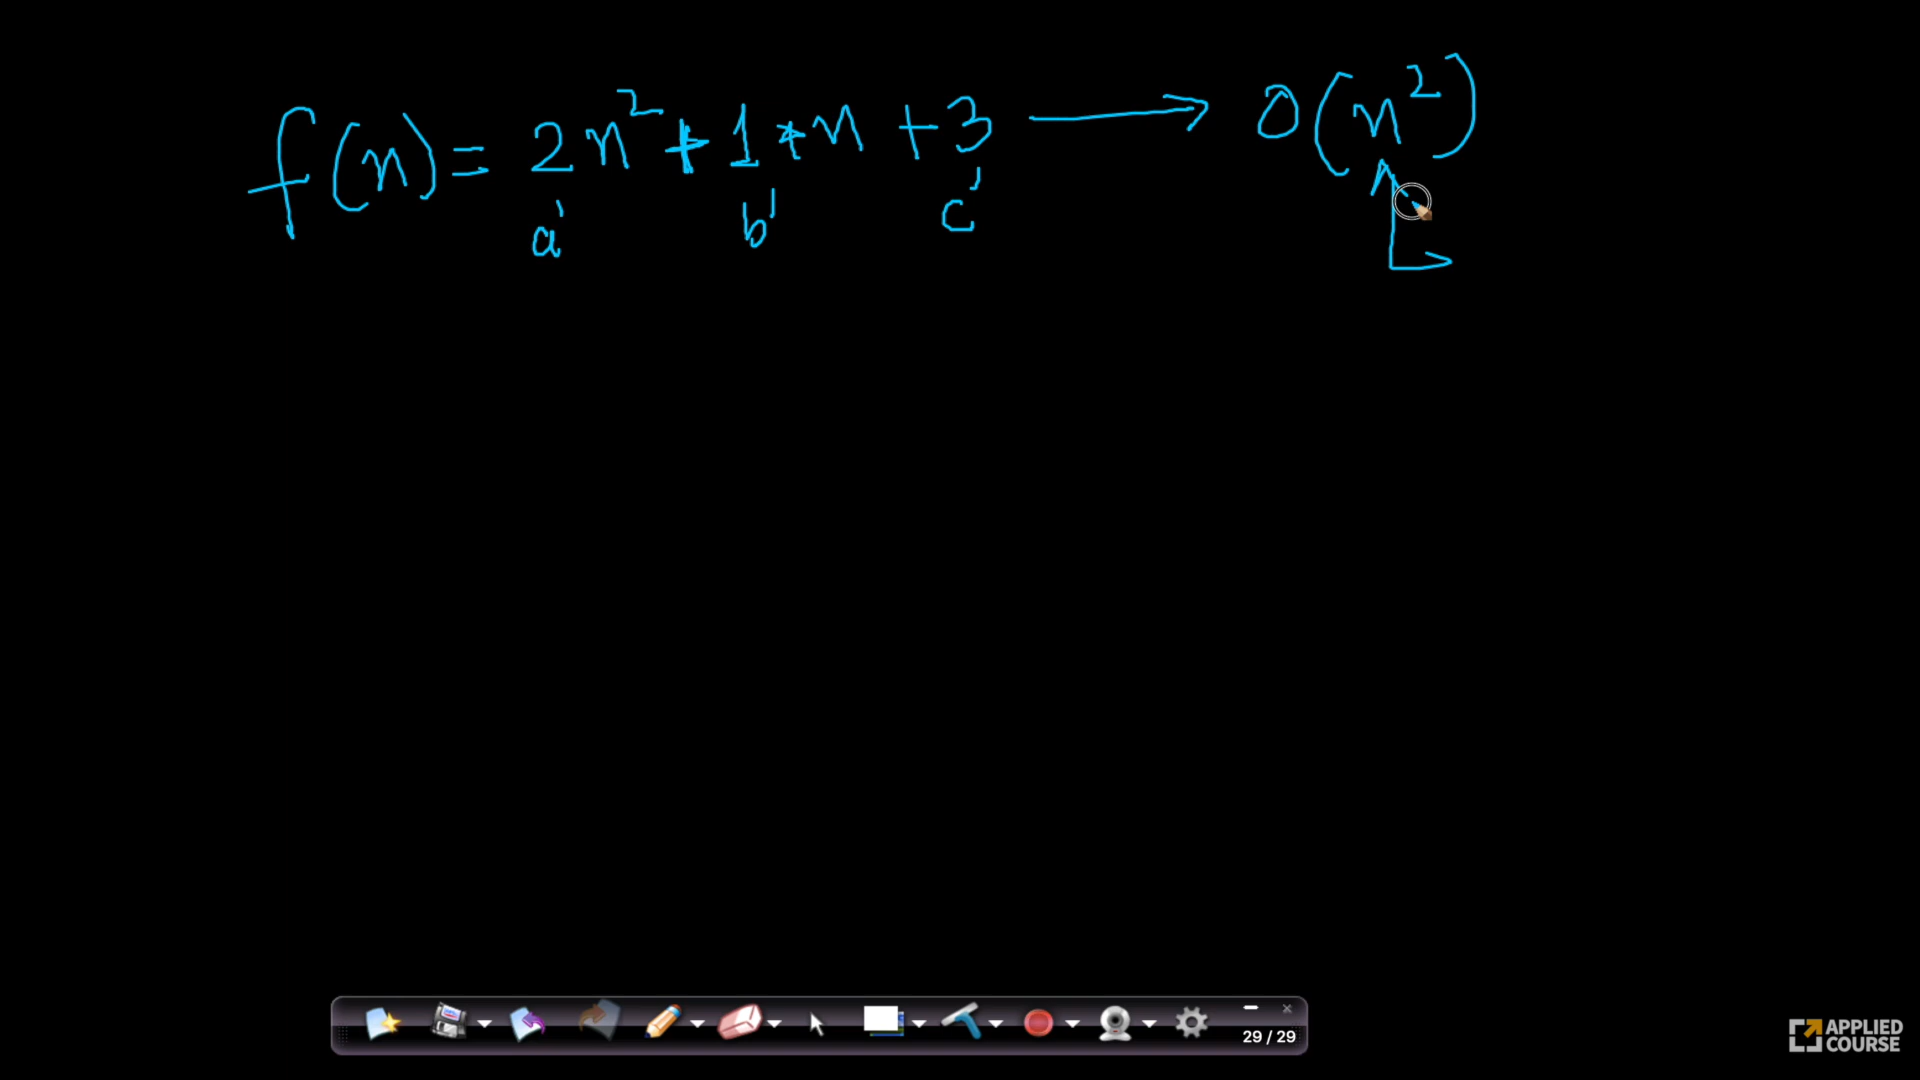 f(n) = 2n² + 1*n + 3 → O(n²)
a' b' c'
29 / 29
APPLIED
COURSE